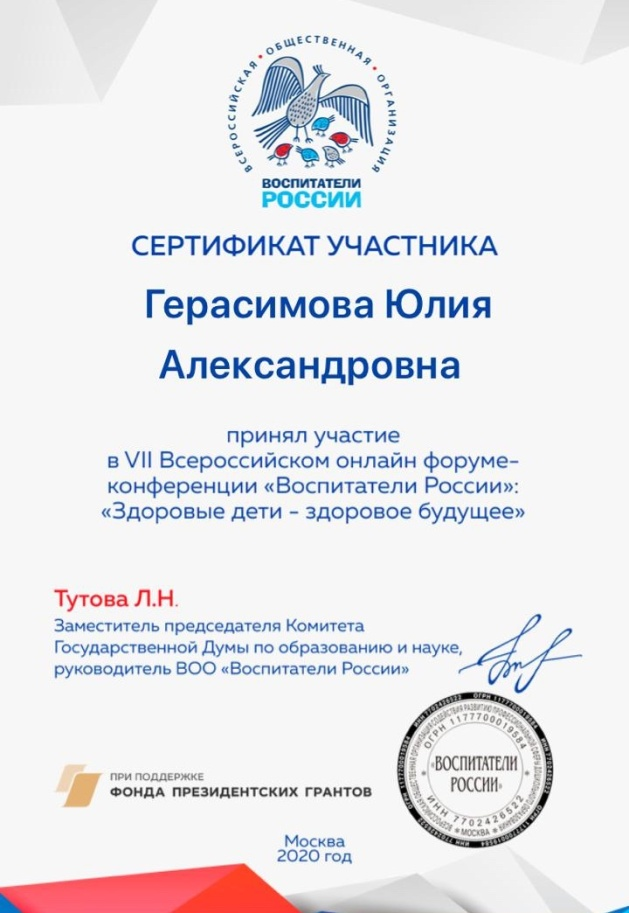 ВСЕРОССИЙСКАЯ • ОБЩЕСТВЕННАЯ • ОРГАНИЗАЦИЯ
ВОСПИТАТЕЛИ
РОССИИ
СЕРТИФИКАТ УЧАСТНИКА
Герасимова Юлия
Александровна
принял участие
в VII Всероссийском онлайн форуме-
конференции «Воспитатели России»:
«Здоровые дети - здоровое будущее»
Тутова Л.Н.
Заместитель председателя Комитета
Государственной Думы по образованию и науке,
руководитель ВОО «Воспитатели России»
ОГРН 1177700019584
«ВОСПИТАТЕЛИ
РОССИИ»
ИНН 7702426522
* МОСКВА *
ПРИ ПОДДЕРЖКЕ
ФОНДА ПРЕЗИДЕНТСКИХ ГРАНТОВ
Москва
2020 год